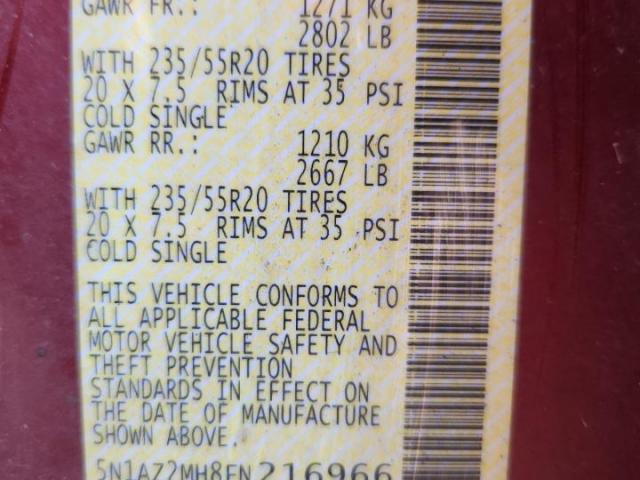 GAWR FR.: 1271 KG
2802 LB
WITH 235/55R20 TIRES
20 X 7.5 RIMS AT 35 PSI
COLD SINGLE
GAWR RR.: 1210 KG
2667 LB
WITH 235/55R20 TIRES
20 X 7.5 RIMS AT 35 PSI
COLD SINGLE
THIS VEHICLE CONFORMS TO
ALL APPLICABLE FEDERAL
MOTOR VEHICLE SAFETY AND
THEFT PREVENTION
STANDARDS IN EFFECT ON
THE DATE OF MANUFACTURE
SHOWN ABOVE.
5N1AZ2MH8FN216966